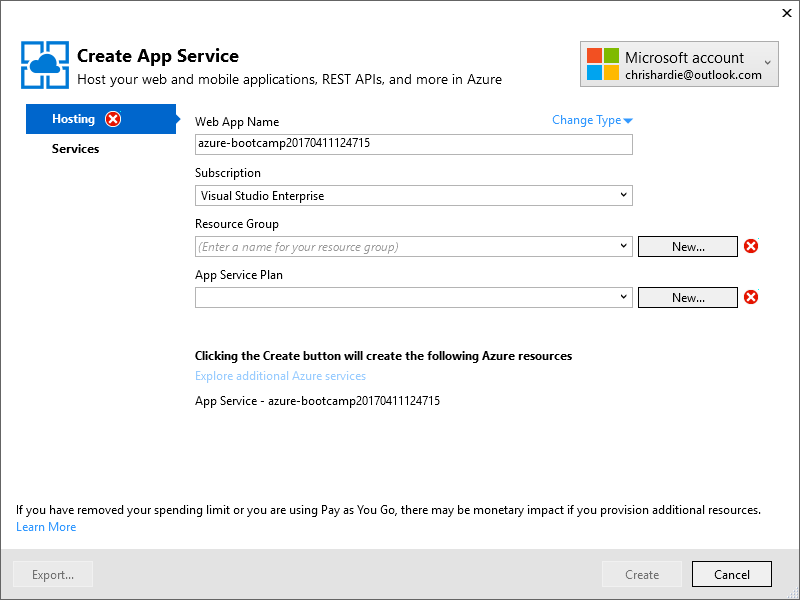 Create App Service
Host your web and mobile applications, REST APIs, and more in Azure
Microsoft account
chrishardie@outlook.com
Hosting
Services
Web App Name
Change Type
azure-bootcamp20170411124715
Subscription
Visual Studio Enterprise
Resource Group
(Enter a name for your resource group)
New...
App Service Plan
New...
Clicking the Create button will create the following Azure resources
Explore additional Azure services
App Service - azure-bootcamp20170411124715
If you have removed your spending limit or you are using Pay as You Go, there may be monetary impact if you provision additional resources.
Learn More
Export...
Create
Cancel